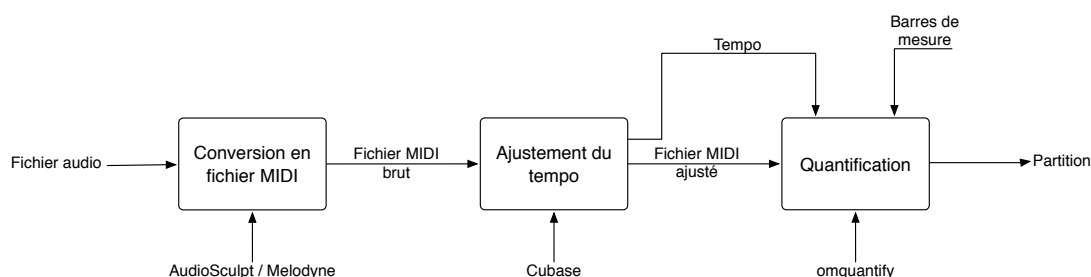 Barres de
mesure
Tempo
Fichier audio
Conversion en
fichier MIDI
Fichier MIDI
brut
Ajustement du
tempo
Fichier MIDI
ajusté
Quantification
Partition
AudioSculpt / Melodyne
Cubase
omquantify